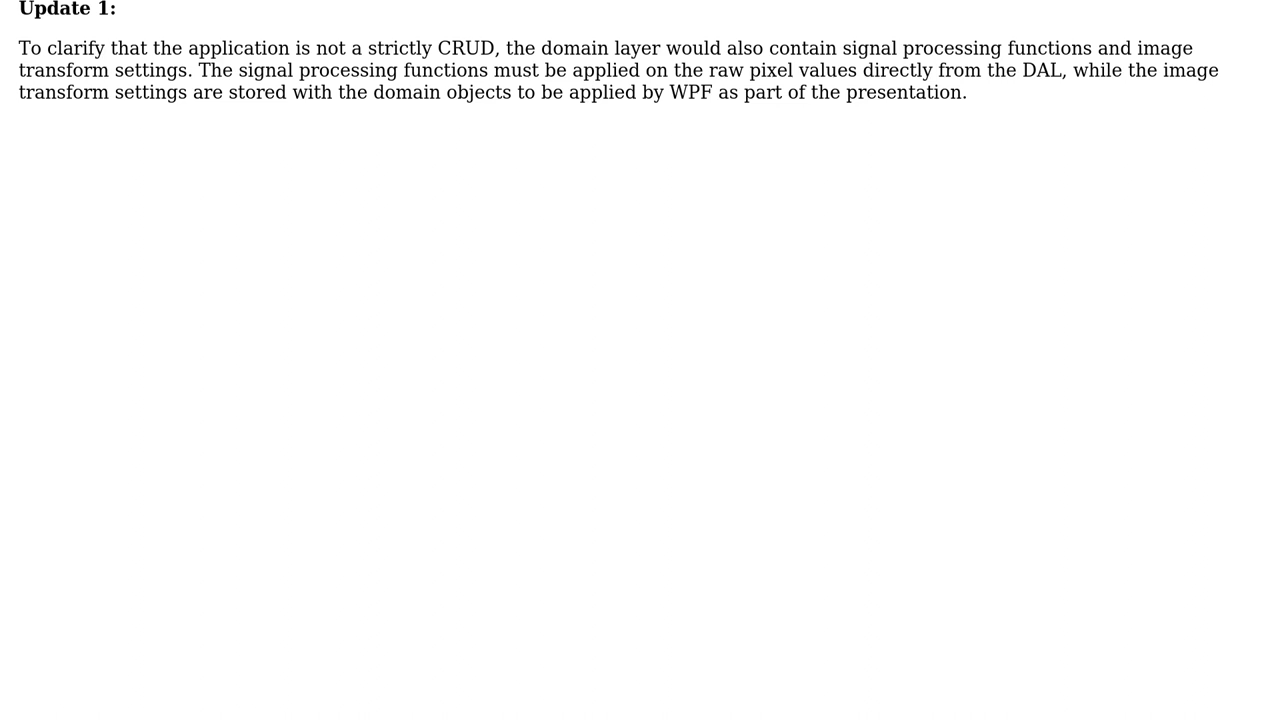 Update 1:
To clarify that the application is not a strictly CRUD, the domain layer would also contain signal processing functions and image
transform settings. The signal processing functions must be applied on the raw pixel values directly from the DAL, while the image
transform settings are stored with the domain objects to be applied by WPF as part of the presentation.